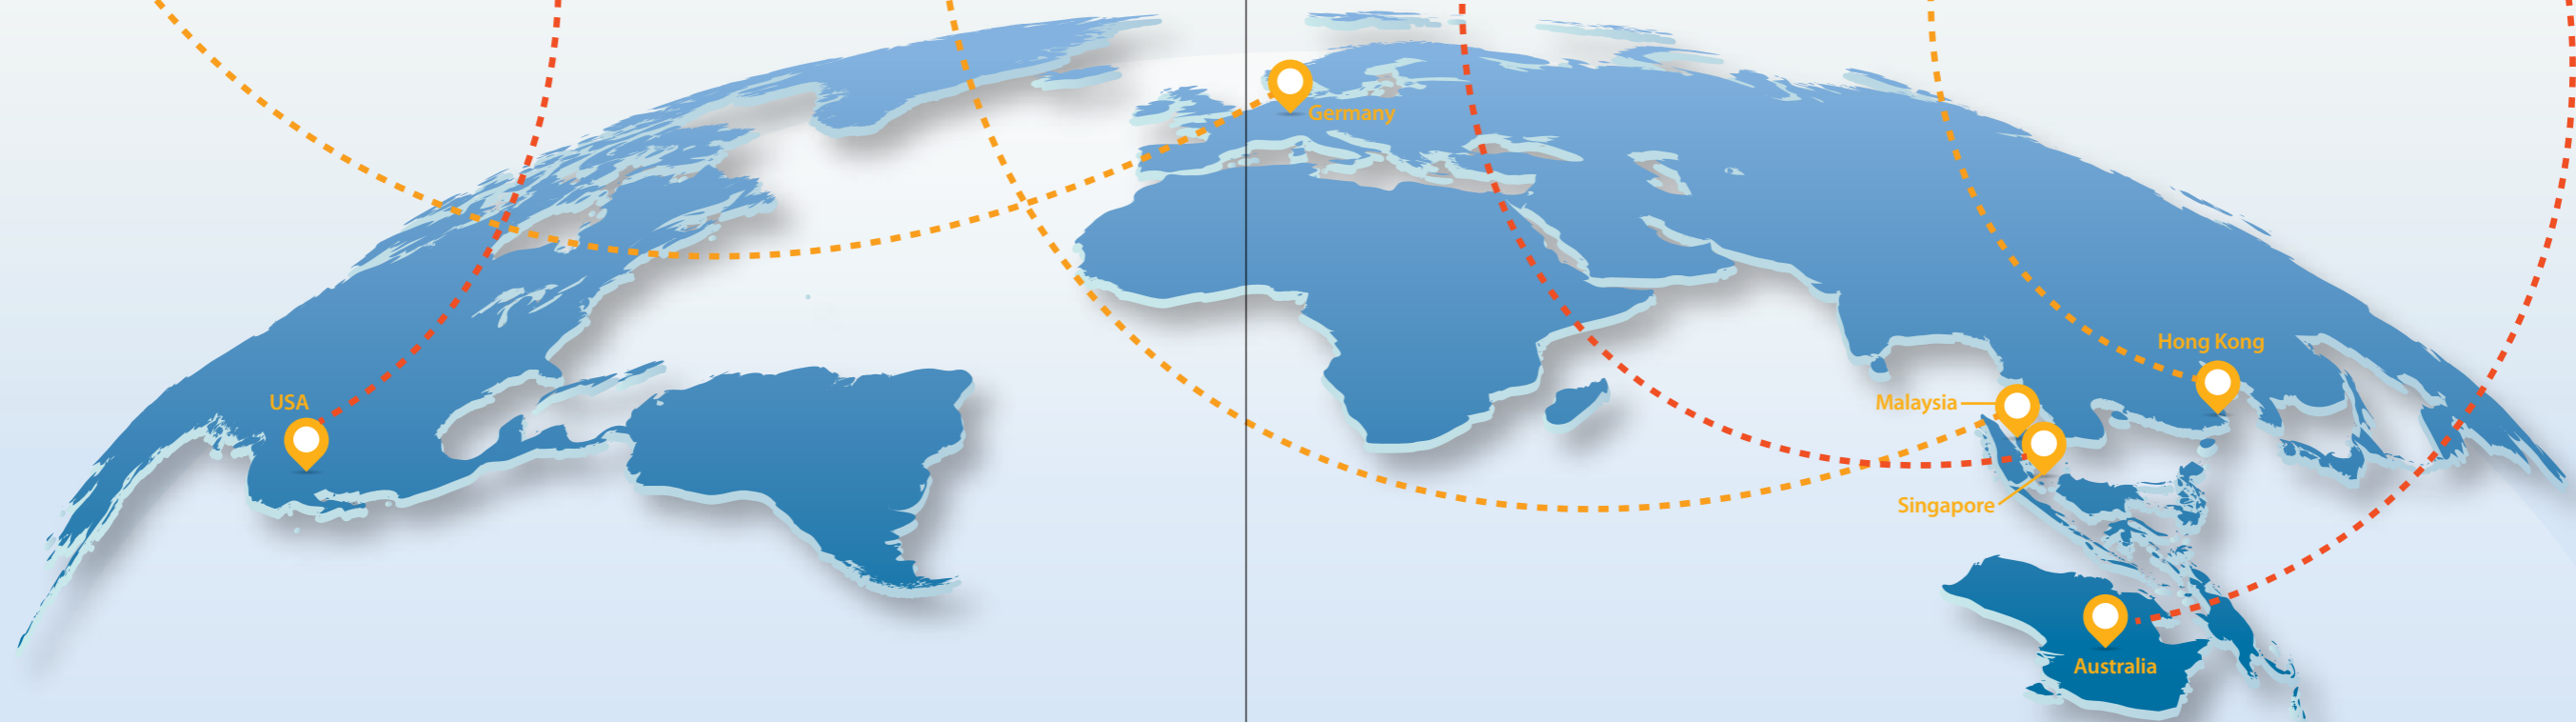 Germany
Hong Kong
USA
Malaysia
Singapore
Australia